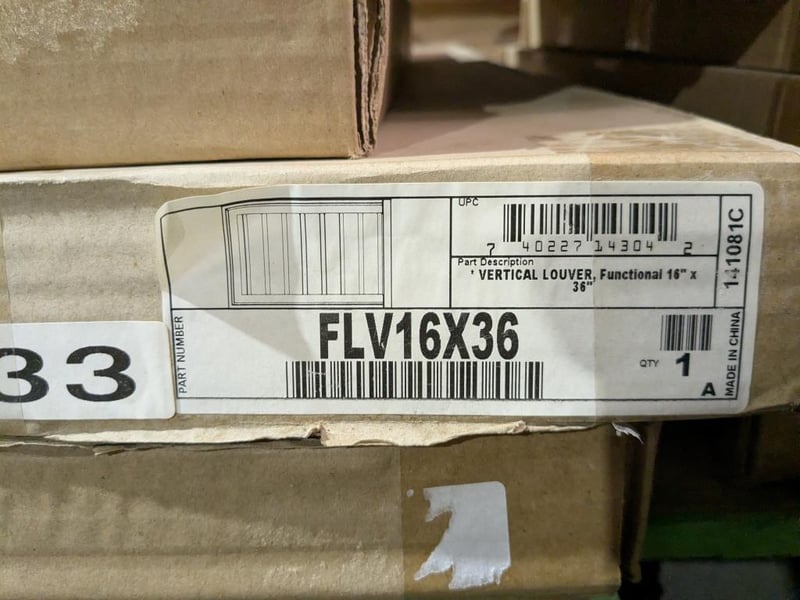 UPC
7 40227 14304 2
Part Description
* VERTICAL LOUVER, Functional 16" x
36"
141081C
PART NUMBER
FLV16X36
QTY 1
A
MADE IN CHINA
33